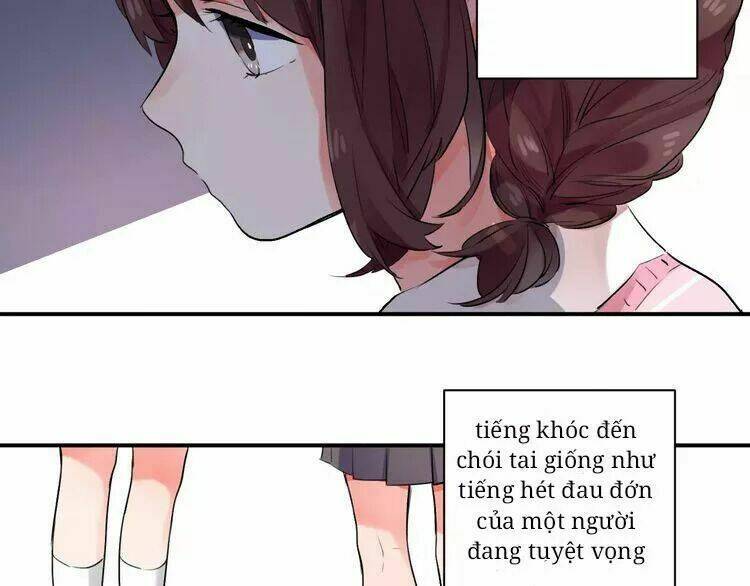 tiếng khóc đến
chói tai giống như
tiếng hét đau đớn
của một người
đang tuyệt vọng